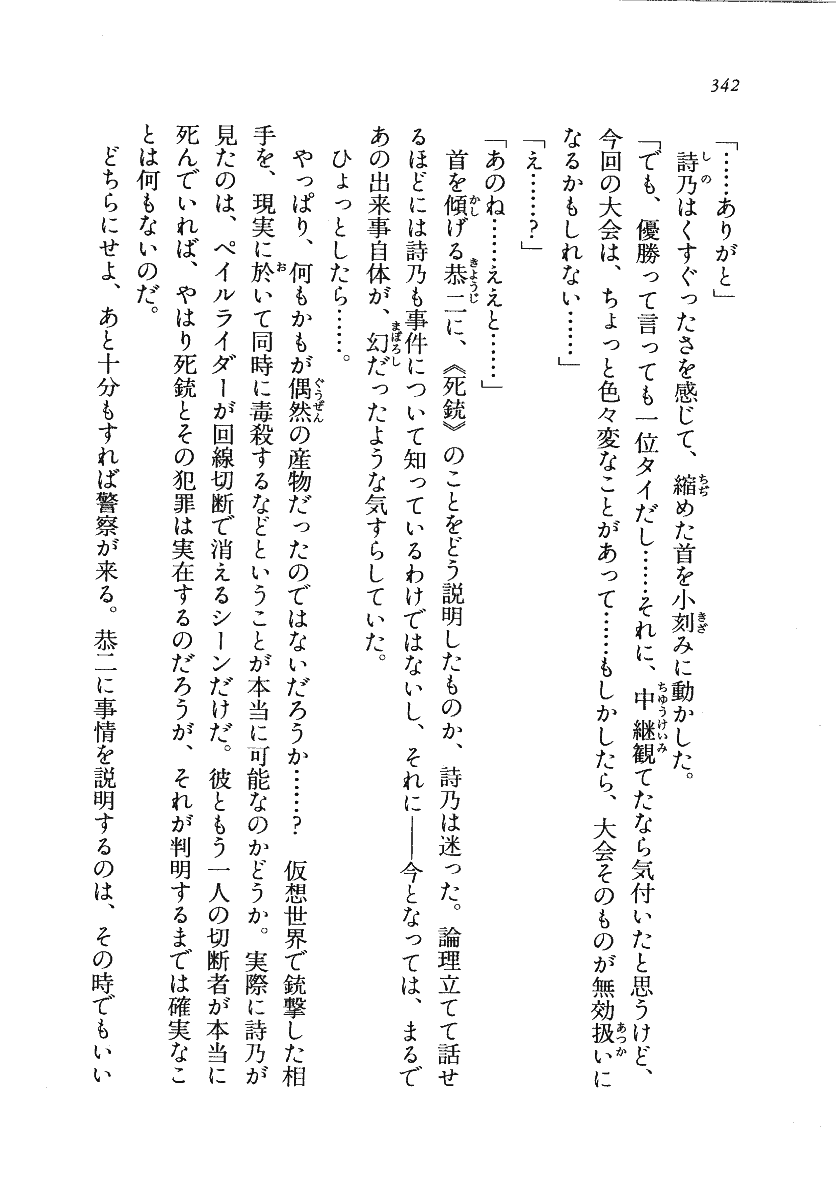 342
「……ありがと」
　詩乃はくすぐったさを感じて、縮めた首を小刻みに動かした。
「でも、優勝って言っても一位タイだし……それに、中継観てたなら気付いたと思うけど、
今回の大会は、ちょっと色々変なことがあって……もしかしたら、大会そのものが無効扱いに
なるかもしれない……」
「え……？」
「あのね……ええと……」
　首を傾げる恭二に、《死銃》のことをどう説明したものか、詩乃は迷った。論理立てて話せ
るほどには詩乃も事件について知っているわけではないし、それに――今となっては、まるで
あの出来事自体が、幻だったような気すらしていた。
　ひょっとしたら……。
　やっぱり、何もかもが偶然の産物だったのではないだろうか……？　仮想世界で銃撃した相
手を、現実に於いて同時に毒殺するなどということが本当に可能なのかどうか。実際に詩乃が
見たのは、ペイルライダーが回線切断で消えるシーンだけだ。彼ともう一人の切断者が本当に
死んでいれば、やはり死銃とその犯罪は実在するのだろうが、それが判明するまでは確実なこ
とは何もないのだ。
　どちらにせよ、あと十分もすれば警察が来る。恭二に事情を説明するのは、その時でもいい